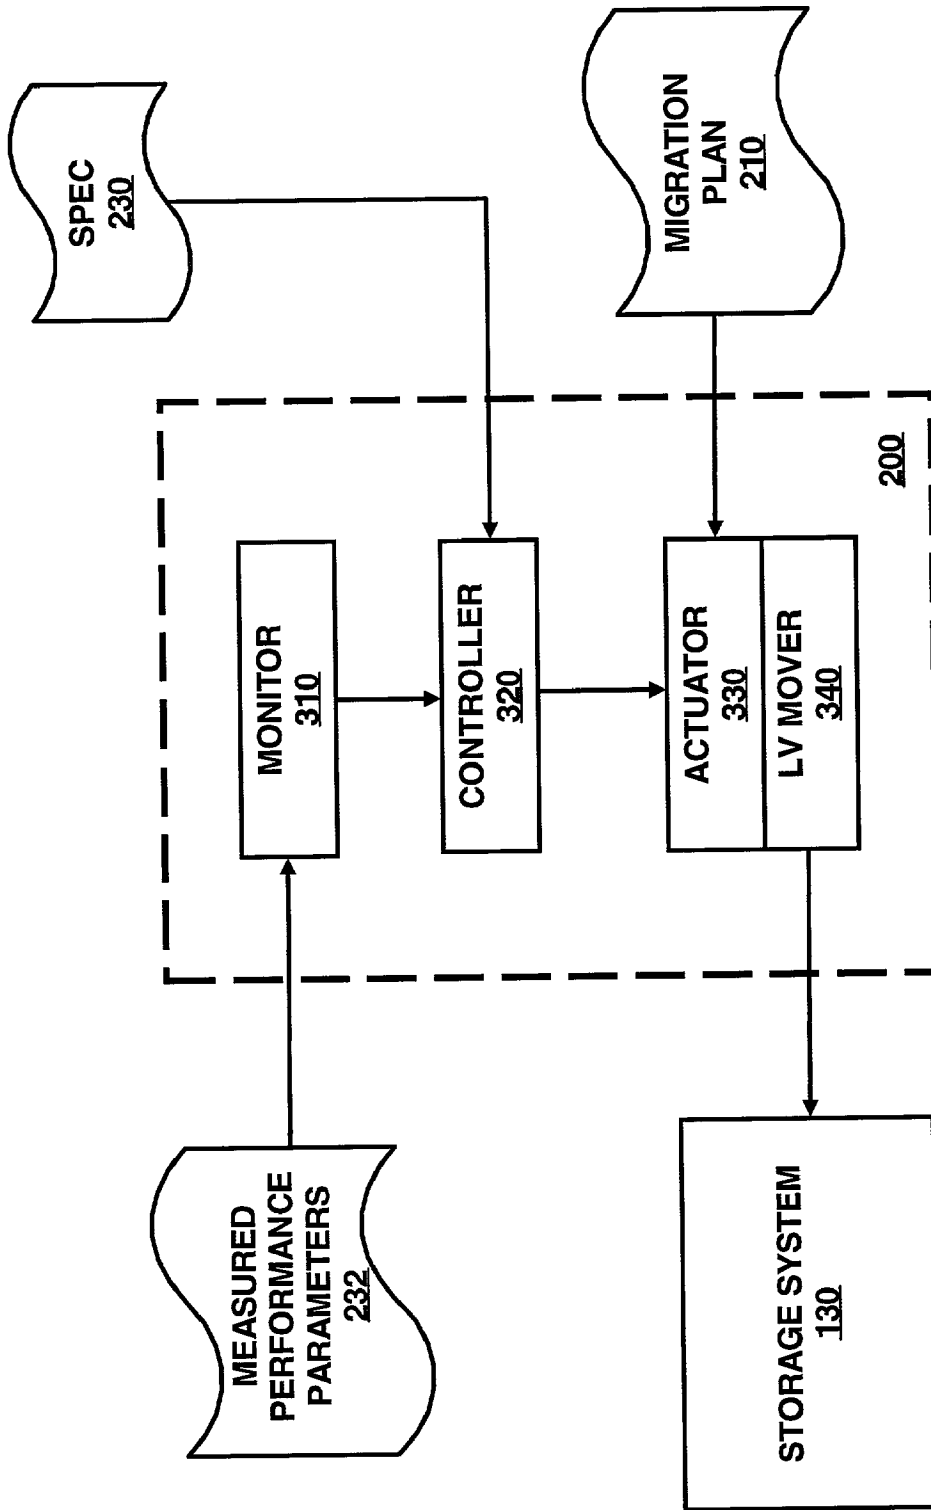 MEASURED
PERFORMANCE
PARAMETERS
232
MONITOR
310
SPEC
230
CONTROLLER
320
MIGRATION
PLAN
210
ACTUATOR
330
LV MOVER
340
200
STORAGE SYSTEM
130